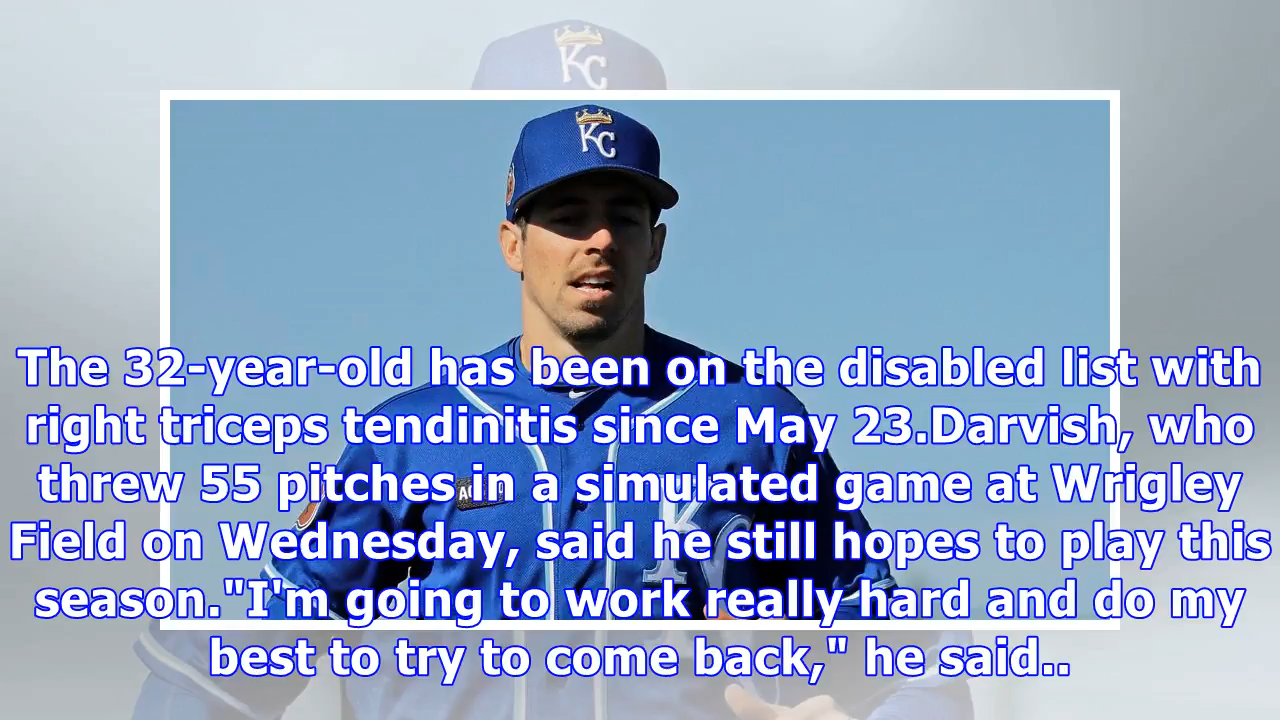 KC
KC
The 32-year-old has been on the disabled list with
right triceps tendinitis since May 23.Darvish, who
threw 55 pitches in a simulated game at Wrigley
Field on Wednesday, said he still hopes to play this
season."I'm going to work really hard and do my
best to try to come back," he said..